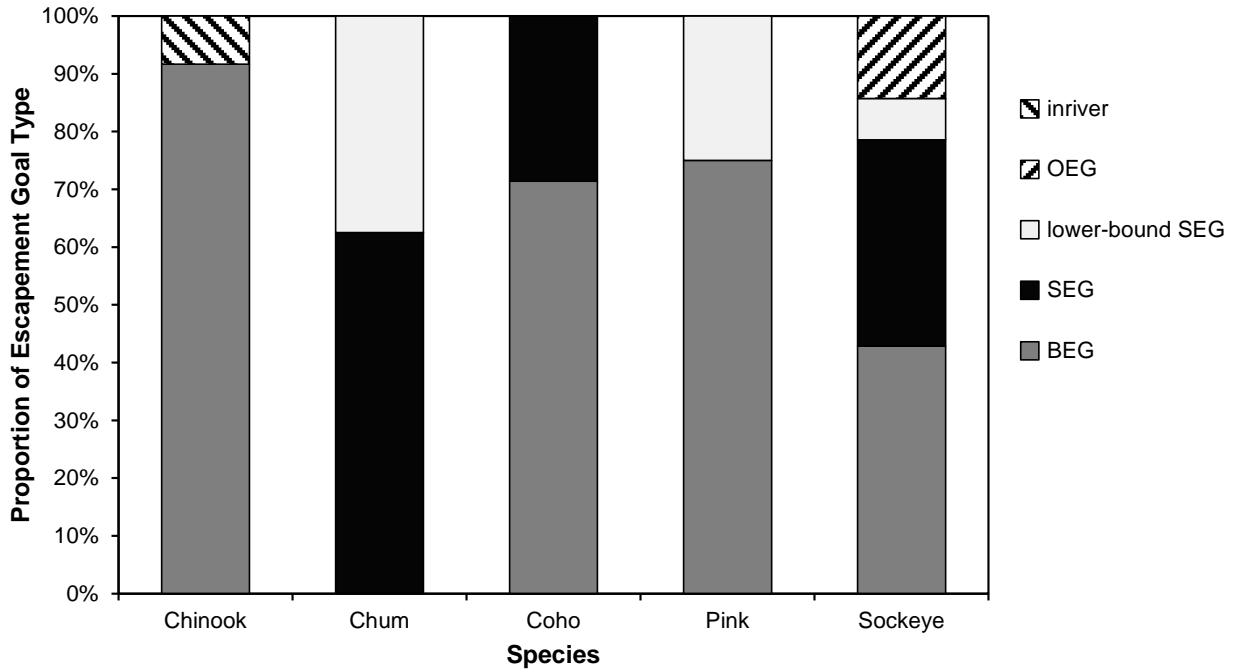 Proportion of Escapement Goal Type
100%
90%
80%
70%
60%
50%
40%
30%
20%
10%
0%
Chinook
Chum
Coho
Pink
Sockeye
Species
inriver
OEG
lower-bound SEG
SEG
BEG